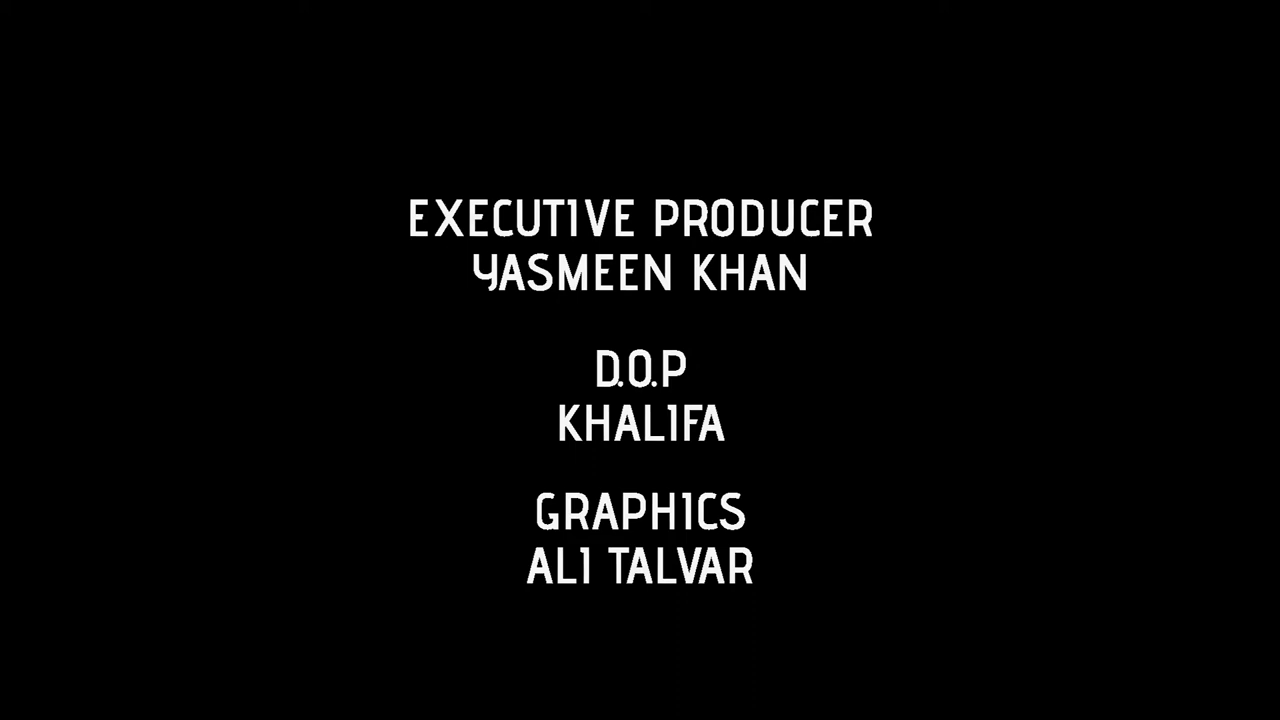 EXECUTIVE PRODUCER
YASMEEN KHAN
D.O.P
KHALIFA
GRAPHICS
ALI TALVAR